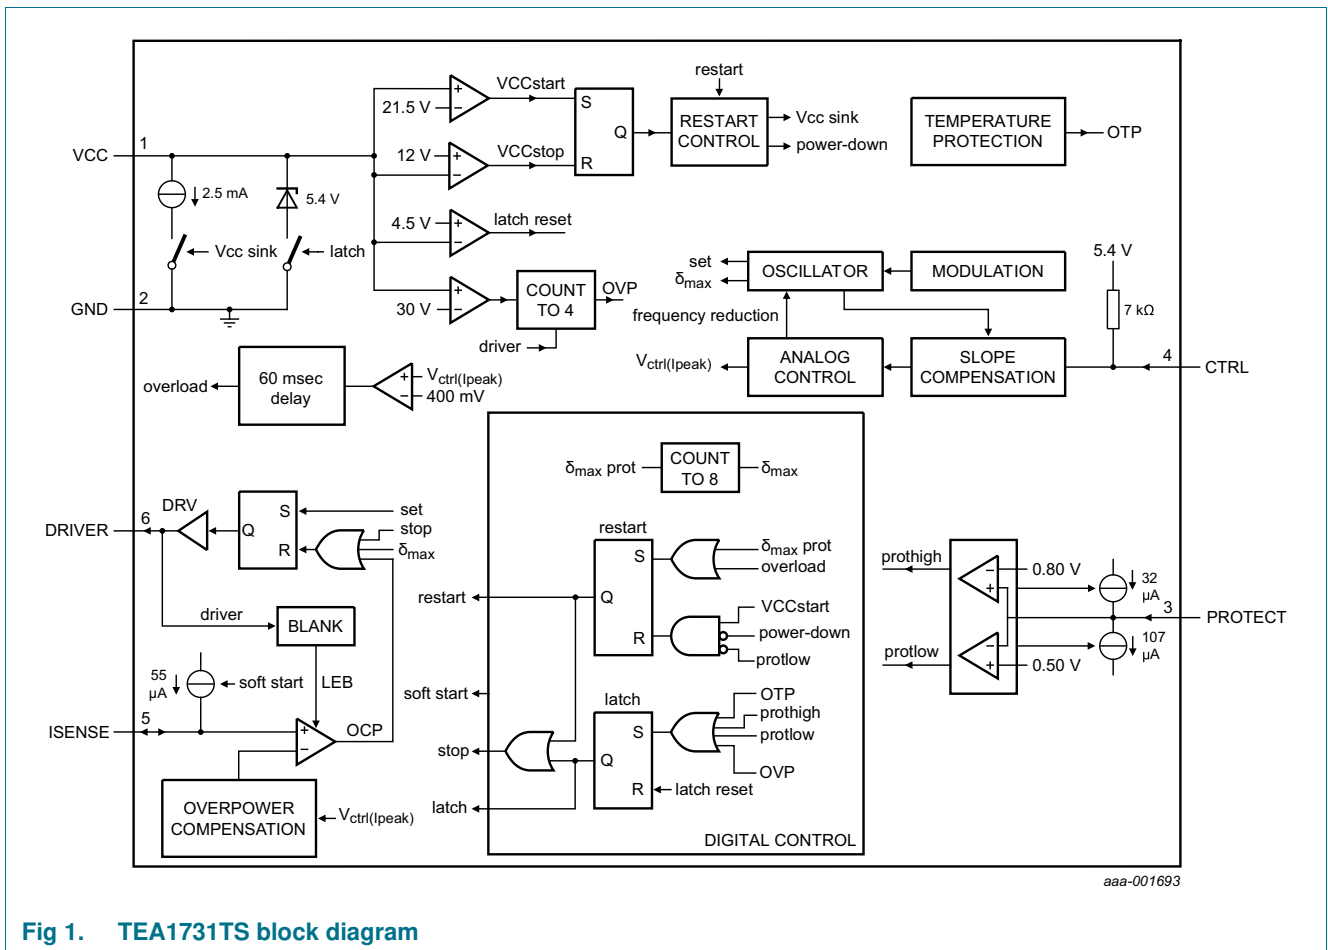 restart
VCCstart
21.5 V
+
−
S
Q
R
RESTART
CONTROL
Vcc sink
power-down
TEMPERATURE
PROTECTION
OTP
VCC
1
12 V
+
−
VCCstop
2.5 mA
5.4 V
4.5 V
+
−
latch reset
Vcc sink
latch
GND
2
+
−
30 V
COUNT
TO 4
OVP
driver
set
δmax
OSCILLATOR
MODULATION
5.4 V
7 kΩ
frequency reduction
Vctrl(Ipeak)
ANALOG
CONTROL
SLOPE
COMPENSATION
4
CTRL
overload
60 msec
delay
+
−
Vctrl(Ipeak)
400 mV
δmax prot
COUNT
TO 8
δmax
DRIVER
6
DRV
Q
S
R
set
stop
δmax
restart
S
Q
R
δmax prot
overload
restart
VCCstart
power-down
protlow
prothigh
−
+
0.80 V
32
µA
3
PROTECT
protlow
−
+
0.50 V
107
µA
driver
BLANK
55
µA
soft start
LEB
soft start
ISENSE
5
+
−
OCP
latch
S
Q
R
OTP
prothigh
protlow
OVP
latch reset
stop
latch
OVERPOWER
COMPENSATION
Vctrl(Ipeak)
DIGITAL CONTROL
aaa-001693
Fig 1. TEA1731TS block diagram